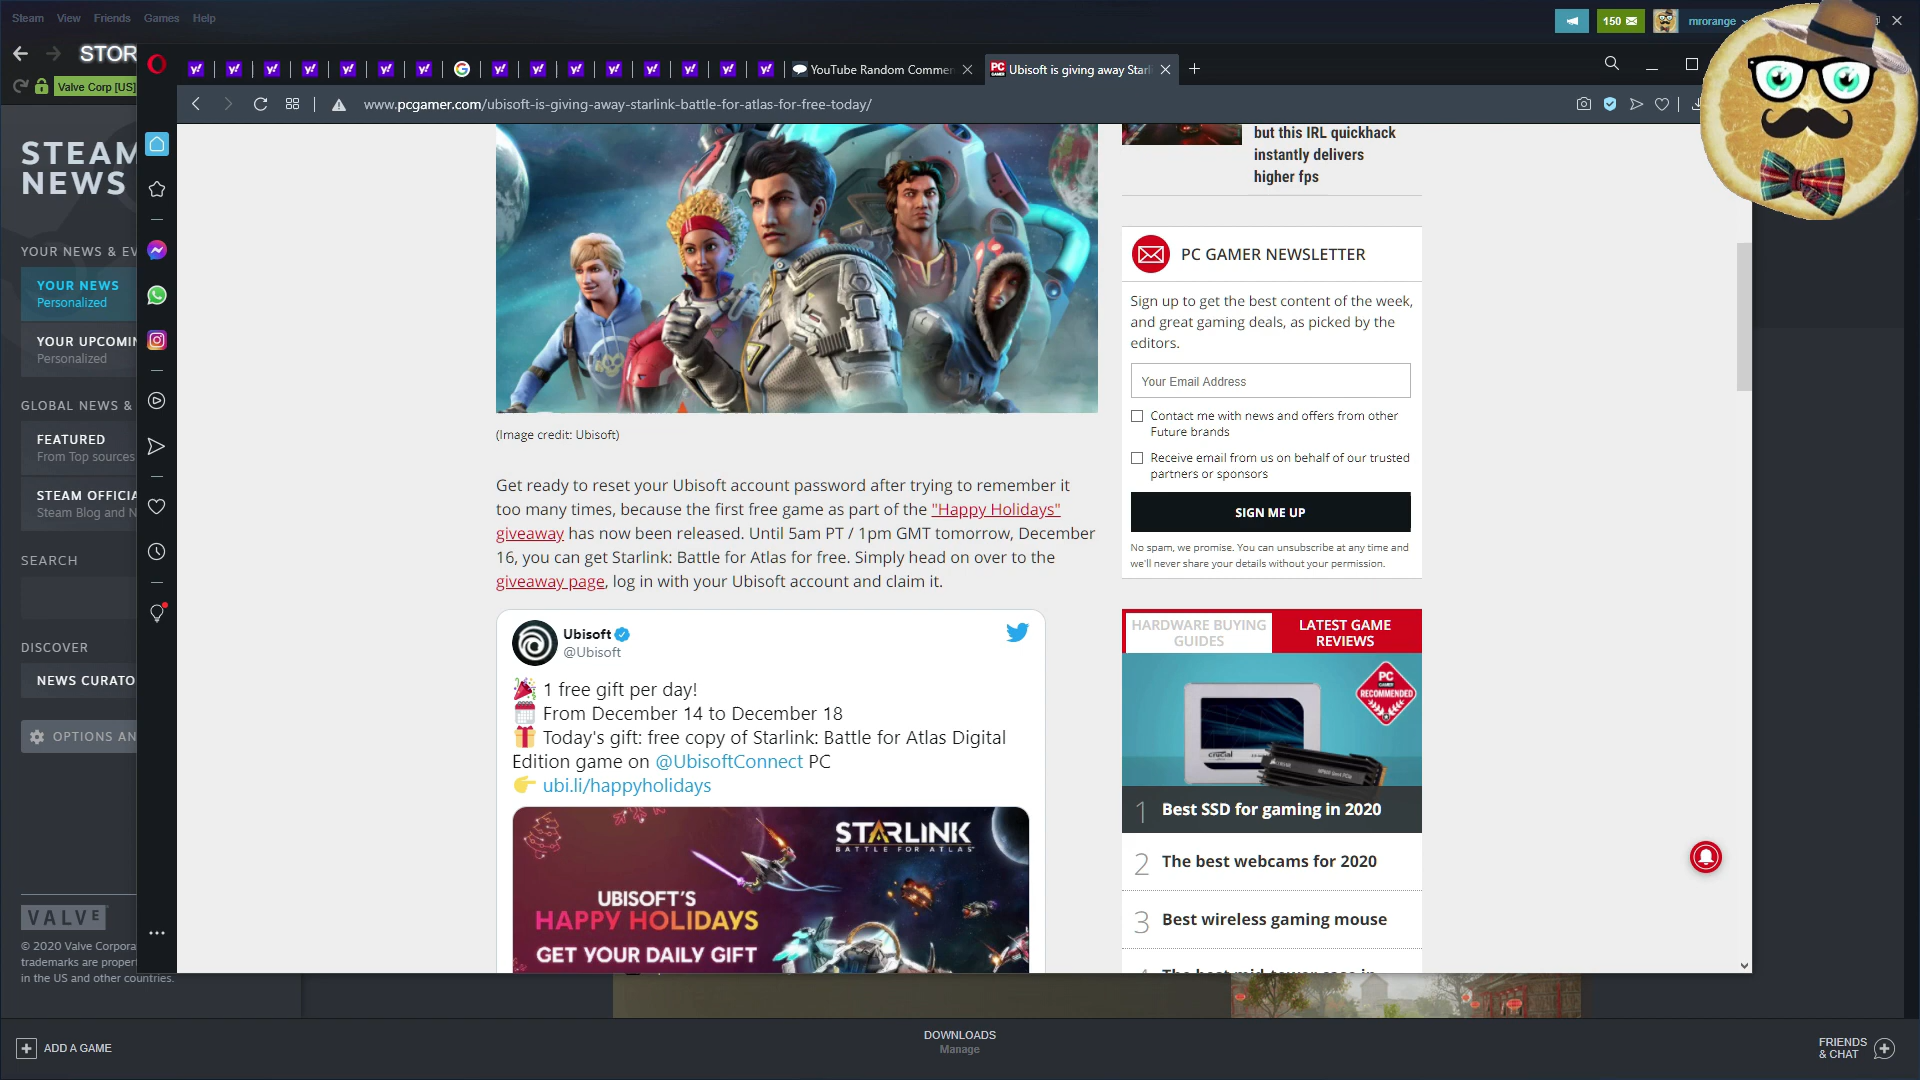 Steam View Friends Games Help
150
mrorange
STOR
Valve Corp [US]
YouTube Random Commen
Ubisoft is giving away Starl
www.pcgamer.com/ubisoft-is-giving-away-starlink-battle-for-atlas-for-free-today/
STEAM
NEWS
YOUR NEWS & EV
YOUR NEWS
Personalized
YOUR UPCOMIN
Personalized
GLOBAL NEWS &
FEATURED
From Top sources
STEAM OFFICIA
Steam Blog and N
SEARCH
DISCOVER
NEWS CURATO
OPTIONS AN
VALVE
© 2020 Valve Corpora
trademarks are propert
in the US and other countries.
(Image credit: Ubisoft)
Get ready to reset your Ubisoft account password after trying to remember it
too many times, because the first free game as part of the "Happy Holidays"
giveaway has now been released. Until 5am PT / 1pm GMT tomorrow, December
16, you can get Starlink: Battle for Atlas for free. Simply head on over to the
giveaway page, log in with your Ubisoft account and claim it.
Ubisoft
@Ubisoft
🎉 1 free gift per day!
📅 From December 14 to December 18
🎁 Today's gift: free copy of Starlink: Battle for Atlas Digital
Edition game on @UbisoftConnect PC
👉 ubi.li/happyholidays
STARLINK
BATTLE FOR ATLAS
UBISOFT'S
HAPPY HOLIDAYS
GET YOUR DAILY GIFT
but this IRL quickhack
instantly delivers
higher fps
PC GAMER NEWSLETTER
Sign up to get the best content of the week,
and great gaming deals, as picked by the
editors.
Your Email Address
Contact me with news and offers from other
Future brands
Receive email from us on behalf of our trusted
partners or sponsors
SIGN ME UP
No spam, we promise. You can unsubscribe at any time and
we'll never share your details without your permission.
HARDWARE BUYING
GUIDES
LATEST GAME
REVIEWS
PC
GAMER
RECOMMENDED
crucial
1 Best SSD for gaming in 2020
2 The best webcams for 2020
3 Best wireless gaming mouse
ADD A GAME
DOWNLOADS
Manage
FRIENDS
& CHAT